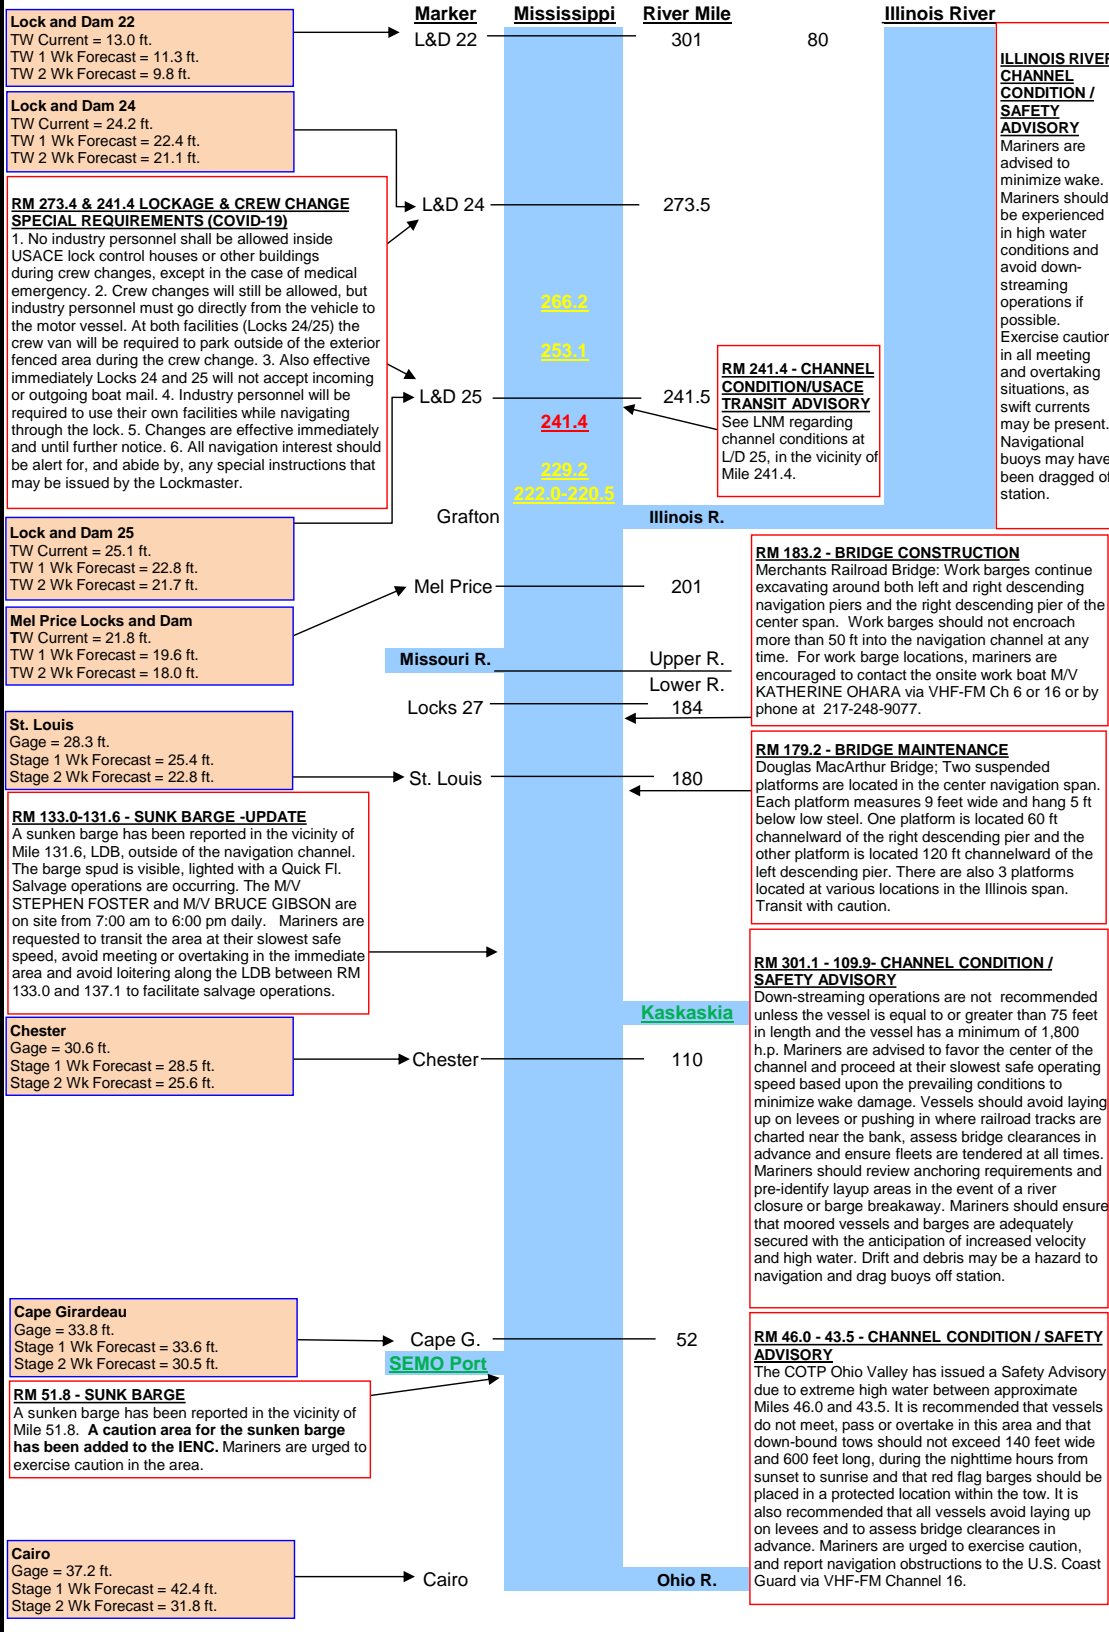 Marker
Mississippi
River Mile
Illinois River
Lock and Dam 22
TW Current = 13.0 ft.
TW 1 Wk Forecast = 11.3 ft.
TW 2 Wk Forecast = 9.8 ft.
L&D 22
301
80
Lock and Dam 24
TW Current = 24.2 ft.
TW 1 Wk Forecast = 22.4 ft.
TW 2 Wk Forecast = 21.1 ft.
ILLINOIS RIVER
CHANNEL
CONDITION /
SAFETY
ADVISORY
Mariners are
advised to
minimize wake.
Mariners should
be experienced
in high water
conditions and
avoid down-
streaming
operations if
possible.
Exercise caution
in all meeting
and overtaking
situations, as
swift currents
may be present.
Navigational
buoys may have
been dragged of
station.
RM 273.4 & 241.4 LOCKAGE & CREW CHANGE
SPECIAL REQUIREMENTS (COVID-19)
1. No industry personnel shall be allowed inside
USACE lock control houses or other buildings
during crew changes, except in the case of medical
emergency. 2. Crew changes will still be allowed, but
industry personnel must go directly from the vehicle to
the motor vessel. At both facilities (Locks 24/25) the
crew van will be required to park outside of the exterior
fenced area during the crew change. 3. Also effective
immediately Locks 24 and 25 will not accept incoming
or outgoing boat mail. 4. Industry personnel will be
required to use their own facilities while navigating
through the lock. 5. Changes are effective immediately
and until further notice. 6. All navigation interest should
be alert for, and abide by, any special instructions that
may be issued by the Lockmaster.
L&D 24
273.5
266.2
253.1
L&D 25
241.5
241.4
229.2
222.0-220.5
RM 241.4 - CHANNEL
CONDITION/USACE
TRANSIT ADVISORY
See LNM regarding
channel conditions at
L/D 25, in the vicinity of
Mile 241.4.
Grafton
Illinois R.
Lock and Dam 25
TW Current = 25.1 ft.
TW 1 Wk Forecast = 22.8 ft.
TW 2 Wk Forecast = 21.7 ft.
Mel Price Locks and Dam
TW Current = 21.8 ft.
TW 1 Wk Forecast = 19.6 ft.
TW 2 Wk Forecast = 18.0 ft.
Mel Price
201
RM 183.2 - BRIDGE CONSTRUCTION
Merchants Railroad Bridge: Work barges continue
excavating around both left and right descending
navigation piers and the right descending pier of the
center span.  Work barges should not encroach
more than 50 ft into the navigation channel at any
time.  For work barge locations, mariners are
encouraged to contact the onsite work boat M/V
KATHERINE OHARA via VHF-FM Ch 6 or 16 or by
phone at  217-248-9077.
Missouri R.
Upper R.
Lower R.
Locks 27
184
St. Louis
Gage = 28.3 ft.
Stage 1 Wk Forecast = 25.4 ft.
Stage 2 Wk Forecast = 22.8 ft.
St. Louis
180
RM 179.2 - BRIDGE MAINTENANCE
Douglas MacArthur Bridge; Two suspended
platforms are located in the center navigation span.
Each platform measures 9 feet wide and hang 5 ft
below low steel. One platform is located 60 ft
channelward of the right descending pier and the
other platform is located 120 ft channelward of the
left descending pier. There are also 3 platforms
located at various locations in the Illinois span.
Transit with caution.
RM 133.0-131.6 - SUNK BARGE -UPDATE
A sunken barge has been reported in the vicinity of
Mile 131.6, LDB, outside of the navigation channel.
The barge spud is visible, lighted with a Quick Fl.
Salvage operations are occurring. The M/V
STEPHEN FOSTER and M/V BRUCE GIBSON are
on site from 7:00 am to 6:00 pm daily.   Mariners are
requested to transit the area at their slowest safe
speed, avoid meeting or overtaking in the immediate
area and avoid loitering along the LDB between RM
133.0 and 137.1 to facilitate salvage operations.
RM 301.1 - 109.9- CHANNEL CONDITION /
SAFETY ADVISORY
Down-streaming operations are not  recommended
unless the vessel is equal to or greater than 75 feet
in length and the vessel has a minimum of 1,800
h.p. Mariners are advised to favor the center of the
channel and proceed at their slowest safe operating
speed based upon the prevailing conditions to
minimize wake damage. Vessels should avoid laying
up on levees or pushing in where railroad tracks are
charted near the bank, assess bridge clearances in
advance and ensure fleets are tendered at all times.
Mariners should review anchoring requirements and
pre-identify layup areas in the event of a river
closure or barge breakaway. Mariners should ensure
that moored vessels and barges are adequately
secured with the anticipation of increased velocity
and high water. Drift and debris may be a hazard to
navigation and drag buoys off station.
Kaskaskia
Chester
Gage = 30.6 ft.
Stage 1 Wk Forecast = 28.5 ft.
Stage 2 Wk Forecast = 25.6 ft.
Chester
110
Cape Girardeau
Gage = 33.8 ft.
Stage 1 Wk Forecast = 33.6 ft.
Stage 2 Wk Forecast = 30.5 ft.
Cape G.
52
SEMO Port
RM 51.8 - SUNK BARGE
A sunken barge has been reported in the vicinity of
Mile 51.8.  A caution area for the sunken barge
has been added to the IENC. Mariners are urged to
exercise caution in the area.
RM 46.0 - 43.5 - CHANNEL CONDITION / SAFETY
ADVISORY
The COTP Ohio Valley has issued a Safety Advisory
due to extreme high water between approximate
Miles 46.0 and 43.5. It is recommended that vessels
do not meet, pass or overtake in this area and that
down-bound tows should not exceed 140 feet wide
and 600 feet long, during the nighttime hours from
sunset to sunrise and that red flag barges should be
placed in a protected location within the tow. It is
also recommended that all vessels avoid laying up
on levees and to assess bridge clearances in
advance. Mariners are urged to exercise caution,
and report navigation obstructions to the U.S. Coast
Guard via VHF-FM Channel 16.
Cairo
Gage = 37.2 ft.
Stage 1 Wk Forecast = 42.4 ft.
Stage 2 Wk Forecast = 31.8 ft.
Cairo
Ohio R.